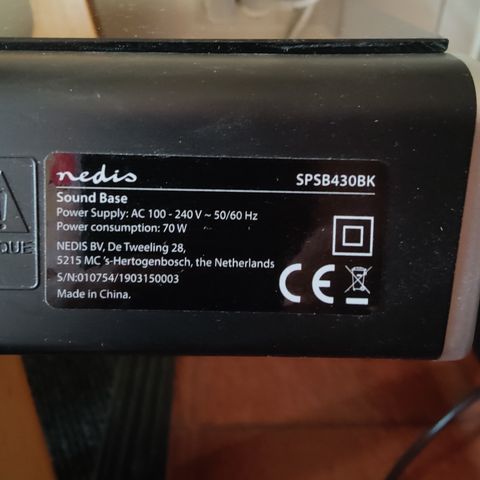 nedis
SPSB430BK
Sound Base
Power Supply: AC 100 - 240 V ~ 50/60 Hz
Power consumption: 70 W
NEDIS BV, De Tweeling 28,
5215 MC 's-Hertogenbosch, the Netherlands
S/N:010754/1903150003
Made in China.
CE
QUE